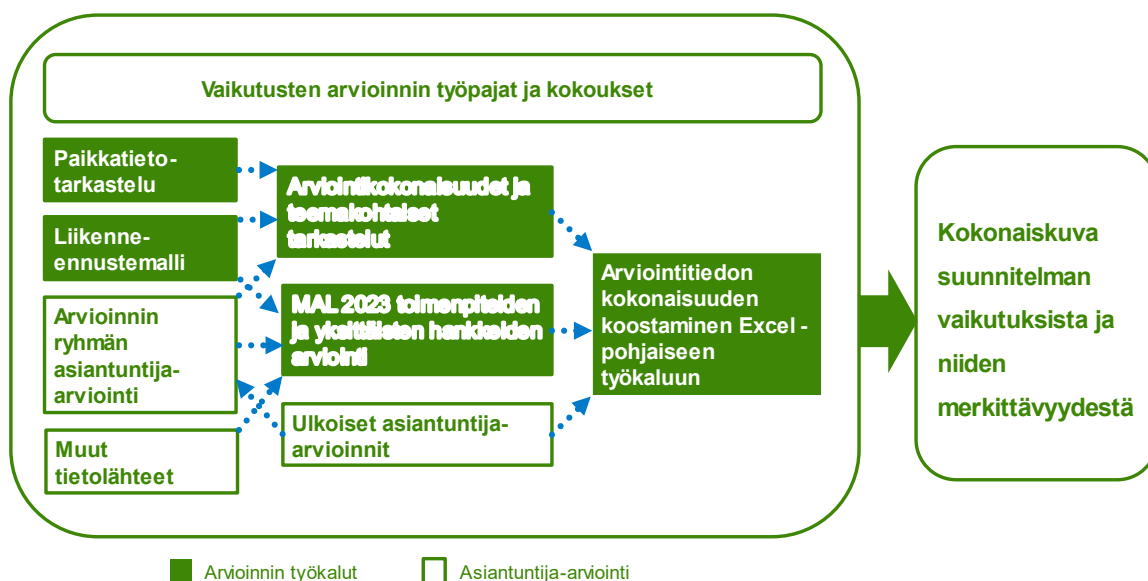 Vaikutusten arvioinnin työpajat ja kokoukset
Paikkatieto-
tarkastelu
Liikenne-
ennustemalli
Arvioinnin
ryhmän
asiantuntija-
arviointi
Muut
tietolähteet
Arviointikokonaisuudet ja
teemakohtaiset
tarkastelut
MAL 2023 toimenpiteiden
ja yksittäisten hankkeiden
arviointi
Ulkoiset asiantuntija-
arvioinnit
Arviointitiedon
kokonaisuuden
koostaminen Excel -
pohjaiseen
työkaluun
Kokonaiskuva
suunnitelman
vaikutuksista ja
niiden
merkittävyydestä
Arvioinnin työkalut
Asiantuntija-arviointi